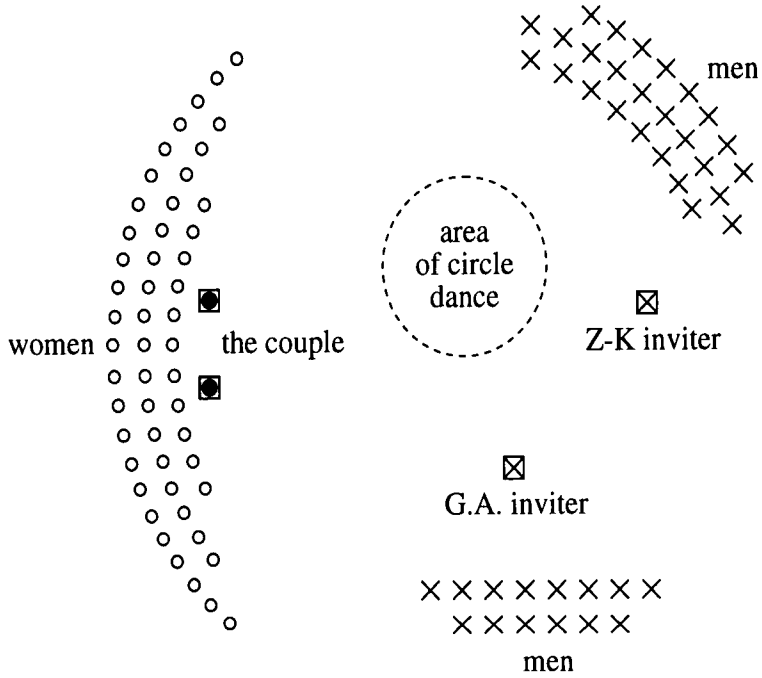 men
area
of circle
dance
women
the couple
Z-K inviter
G.A. inviter
men